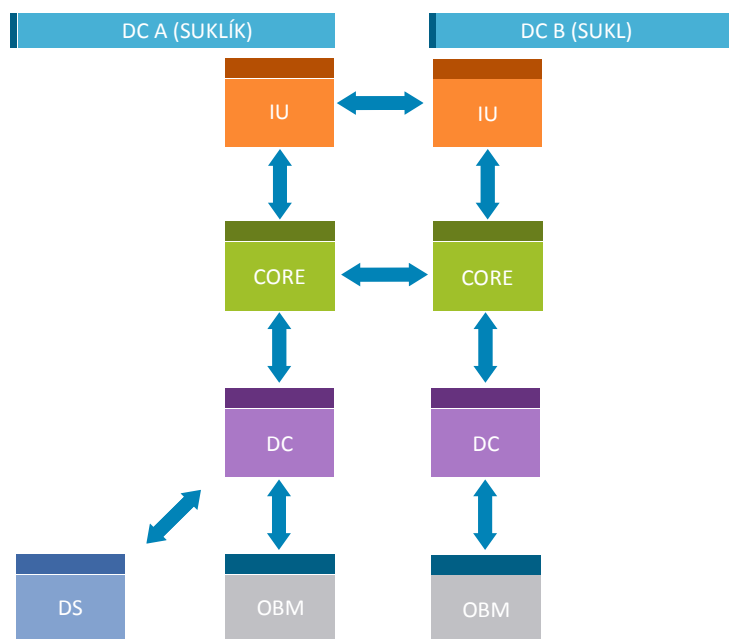 DC A (SUKLÍK)
DC B (SUKL)
IU
IU
CORE
CORE
DC
DC
DS
OBM
OBM